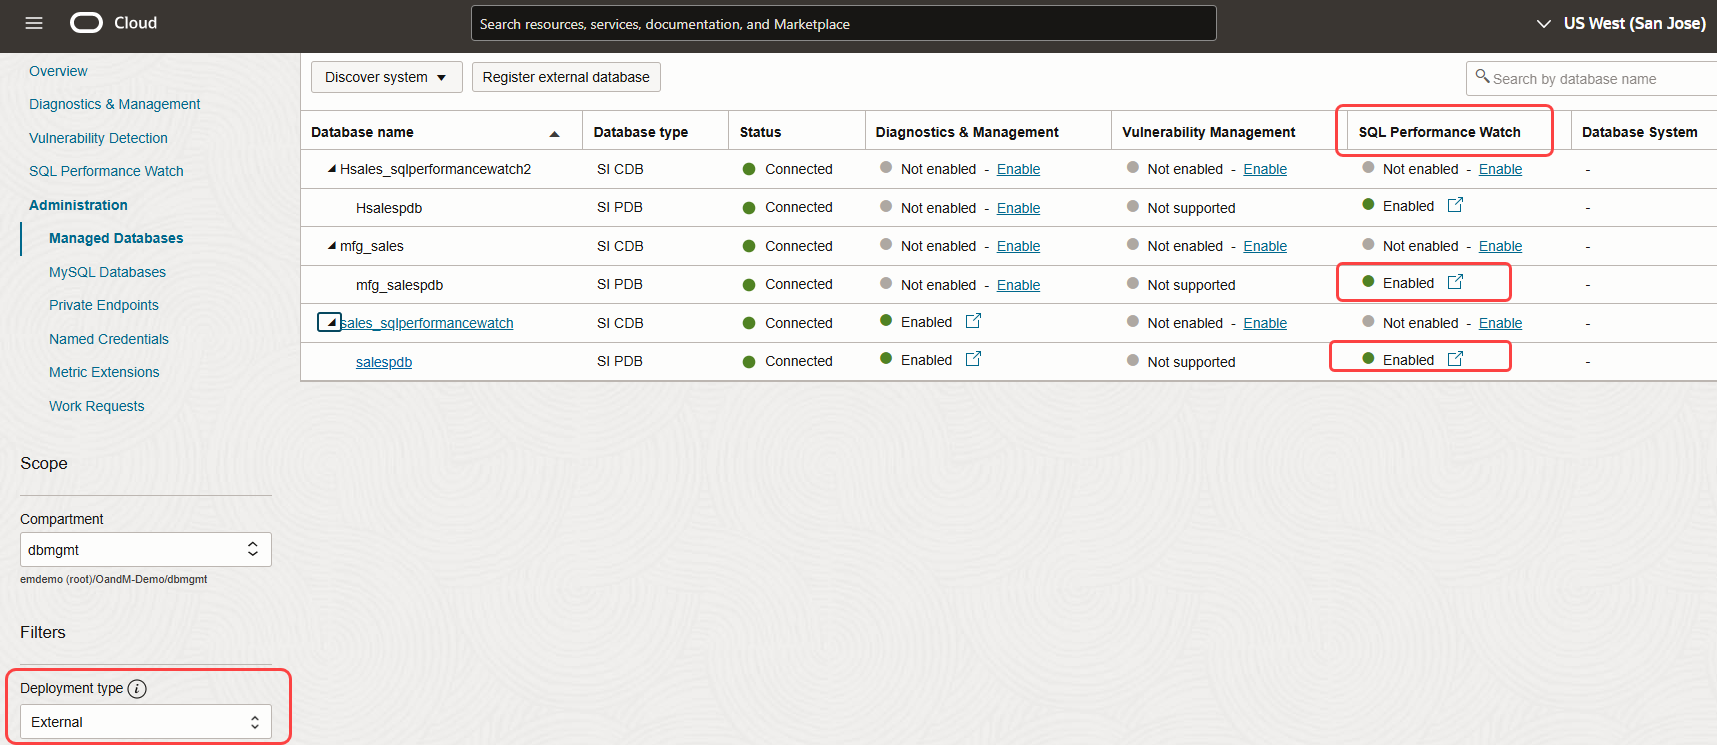 Cloud
Search resources, services, documentation, and Marketplace
US West (San Jose)
Overview
Diagnostics & Management
Vulnerability Detection
SQL Performance Watch
Administration
Managed Databases
MySQL Databases
Private Endpoints
Named Credentials
Metric Extensions
Work Requests
Scope
Compartment
dbmgmt
emdemo (root)/OandM-Demo/dbmgmt
Filters
Deployment type i
External
Discover system Register external database
Search by database name
Database name Database type Status Diagnostics & Management Vulnerability Management SQL Performance Watch Database System
Hsales_sqlperformancewatch2 SI CDB Connected Not enabled - Enable Not enabled - Enable Not enabled - Enable -
Hsalespdb SI PDB Connected Not enabled - Enable Not supported Enabled -
mfg_sales SI CDB Connected Not enabled - Enable Not enabled - Enable Not enabled - Enable -
mfg_salespdb SI PDB Connected Not enabled - Enable Not supported Enabled -
sales_sqlperformancewatch SI CDB Connected Enabled Not enabled - Enable Not enabled - Enable -
salespdb SI PDB Connected Enabled Not supported Enabled -